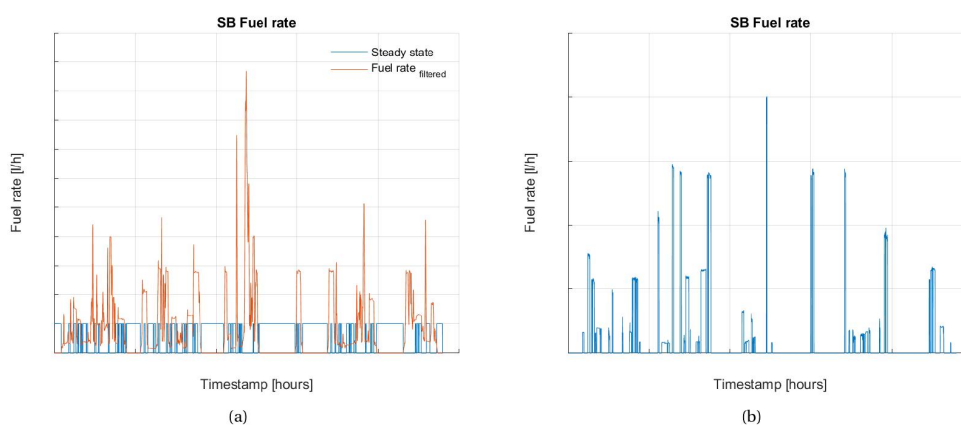 SB Fuel rate
Steady state
Fuel rate filtered
Fuel rate [l/h]
Timestamp [hours]
(a)
SB Fuel rate
Fuel rate [l/h]
Timestamp [hours]
(b)